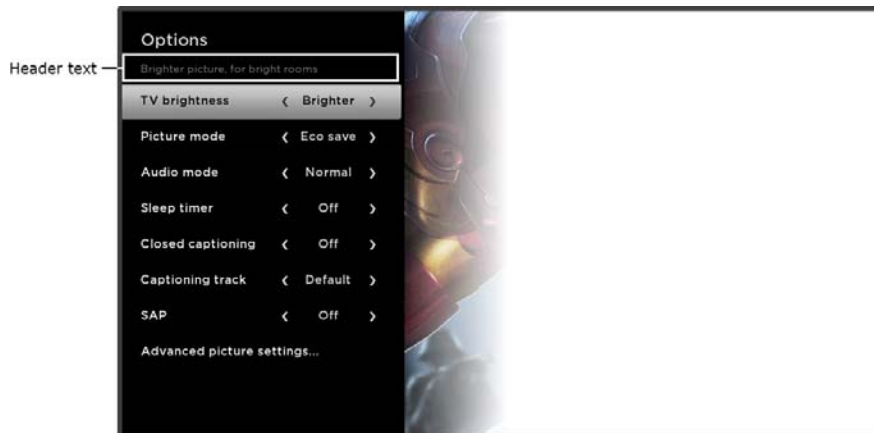 Options
Header text
Brighter picture, for bright rooms
TV brightness ‹ Brighter ›
Picture mode ‹ Eco save ›
Audio mode ‹ Normal ›
Sleep timer ‹ Off ›
Closed captioning ‹ Off ›
Captioning track ‹ Default ›
SAP ‹ Off ›
Advanced picture settings...